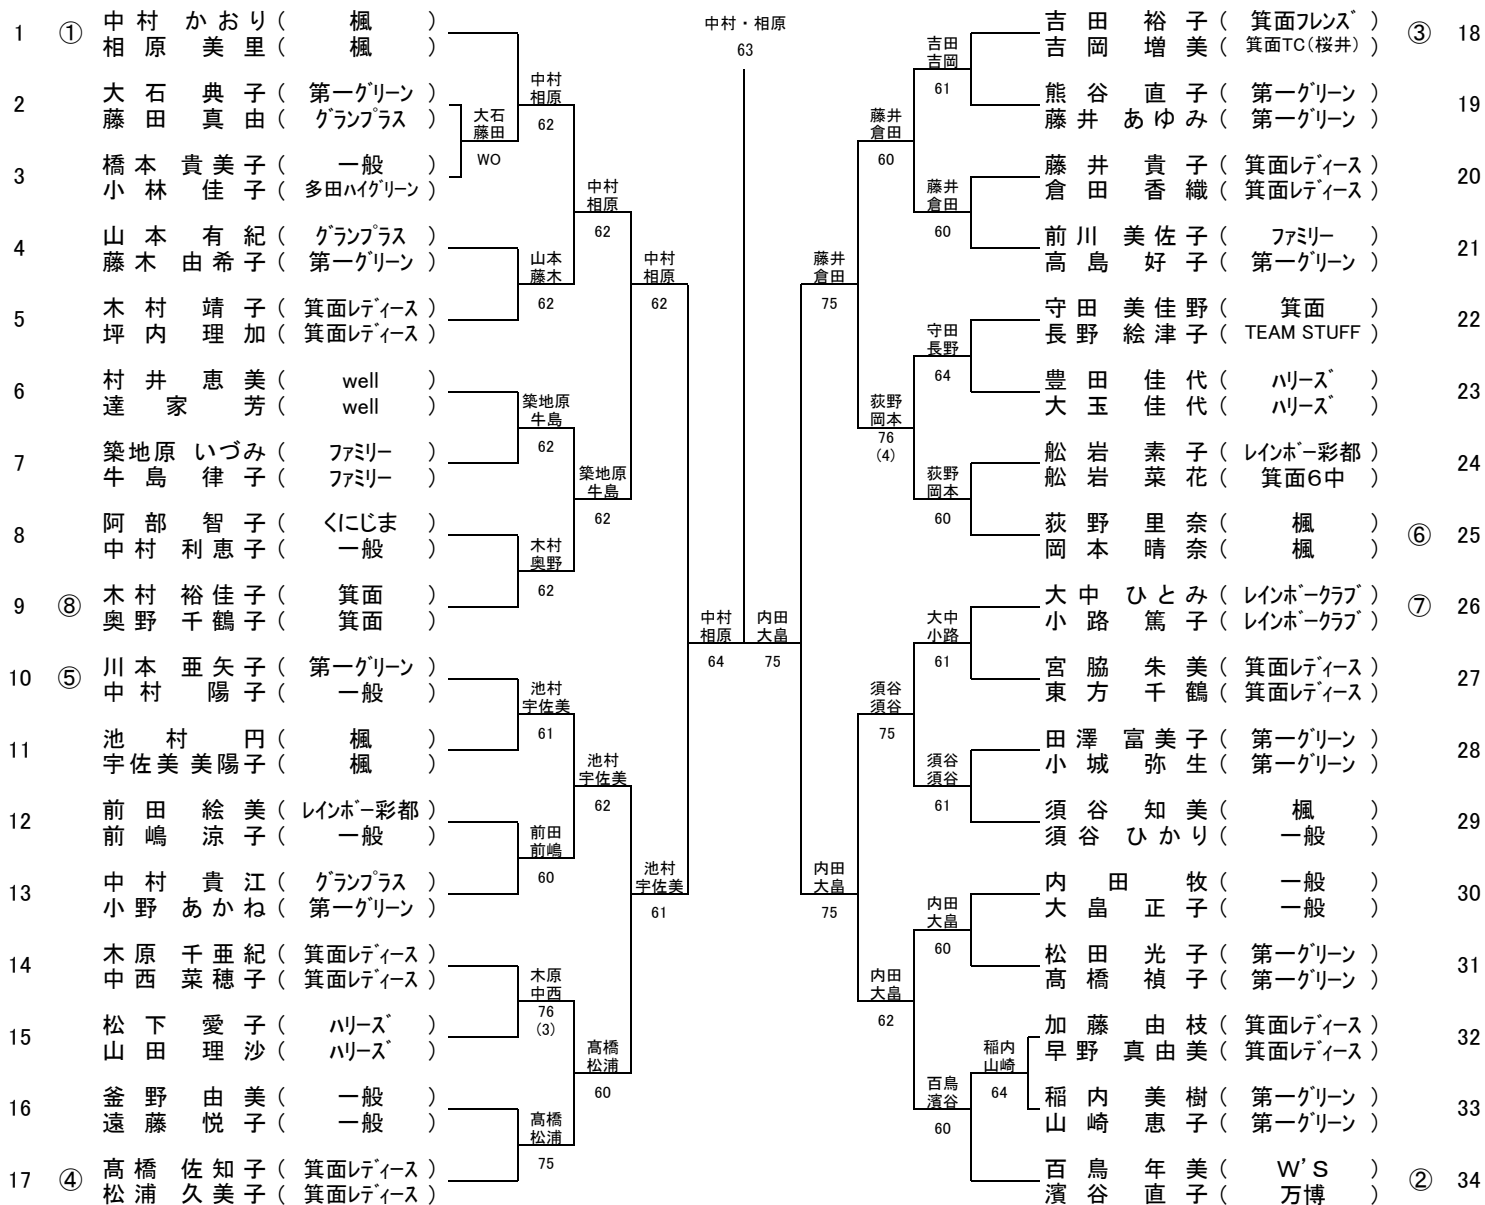 中村・相原
63
1 ① 中村 かおり ( 楓 )
相原 美里 ( 楓 )
2 大石 典子 ( 第一グリーン )
藤田 真由 ( グランプラス )
3 橋本 貴美子 ( 一般 )
小林 佳子 ( 多田ハイグリーン )
4 山本 有紀 ( グランプラス )
藤木 由希子 ( 第一グリーン )
5 木村 靖子 ( 箕面レディース )
坪内 理加 ( 箕面レディース )
6 村井 恵美 ( well )
達家 芳 ( well )
7 築地原 いづみ ( ファミリー )
牛島 律子 ( ファミリー )
8 阿部 智子 ( くにじま )
中村 利恵子 ( 一般 )
9 ⑧ 木村 裕佳子 ( 箕面 )
奥野 千鶴子 ( 箕面 )
10 ⑤ 川本 亜矢子 ( 第一グリーン )
中村 陽子 ( 一般 )
11 池村 円 ( 楓 )
宇佐美 美陽子 ( 楓 )
12 前田 絵美 ( レインボー彩都 )
前嶋 涼子 ( 一般 )
13 中村 貴江 ( グランプラス )
小野 あかね ( 第一グリーン )
14 木原 千亜紀 ( 箕面レディース )
中西 菜穂子 ( 箕面レディース )
15 松下 愛子 ( ハリーズ )
山田 理沙 ( ハリーズ )
16 釜野 由美 ( 一般 )
遠藤 悦子 ( 一般 )
17 ④ 髙橋 佐知子 ( 箕面レディース )
松浦 久美子 ( 箕面レディース )
大石
藤田
WO
中村
相原
62
山本
藤木
62
築地原
牛島
62
木村
奥野
62
池村
宇佐美
61
前田
前嶋
60
木原
中西
76
(3)
髙橋
松浦
75
中村
相原
62
築地原
牛島
62
池村
宇佐美
62
髙橋
松浦
60
中村
相原
62
池村
宇佐美
61
中村
相原
64
内田
大畠
75
藤井
倉田
75
内田
大畠
75
藤井
倉田
60
荻野
岡本
76
(4)
須谷
須谷
75
内田
大畠
62
吉田
吉岡
61
藤井
倉田
60
守田
長野
64
荻野
岡本
60
大中
小路
61
須谷
須谷
61
内田
大畠
60
百鳥
濱谷
60
稲内
山崎
64
吉田 裕子 ( 箕面フレンズ ) ③ 18
吉岡 増美 ( 箕面TC(桜井) )
熊谷 直子 ( 第一グリーン ) 19
藤井 あゆみ ( 第一グリーン )
藤井 貴子 ( 箕面レディース ) 20
倉田 香織 ( 箕面レディース )
前川 美佐子 ( ファミリー ) 21
高島 好子 ( 第一グリーン )
守田 美佳野 ( 箕面 ) 22
長野 絵津子 ( TEAM STUFF )
豊田 佳代 ( ハリーズ ) 23
大玉 佳代 ( ハリーズ )
舩岩 素子 ( レインボー彩都 ) 24
舩岩 菜花 ( 箕面6中 )
荻野 里奈 ( 楓 ) ⑥ 25
岡本 晴奈 ( 楓 )
大中 ひとみ ( レインボークラブ ) ⑦ 26
小路 篤子 ( レインボークラブ )
宮脇 朱美 ( 箕面レディース ) 27
東方 千鶴 ( 箕面レディース )
田澤 富美子 ( 第一グリーン ) 28
小城 弥生 ( 第一グリーン )
須谷 知美 ( 楓 ) 29
須谷 ひかり ( 一般 )
内田 牧 ( 一般 ) 30
大畠 正子 ( 一般 )
松田 光子 ( 第一グリーン ) 31
髙橋 禎子 ( 第一グリーン )
加藤 由枝 ( 箕面レディース ) 32
早野 真由美 ( 箕面レディース )
稲内 美樹 ( 第一グリーン ) 33
山崎 恵子 ( 第一グリーン )
百鳥 年美 ( W'S ) ② 34
濱谷 直子 ( 万博 )